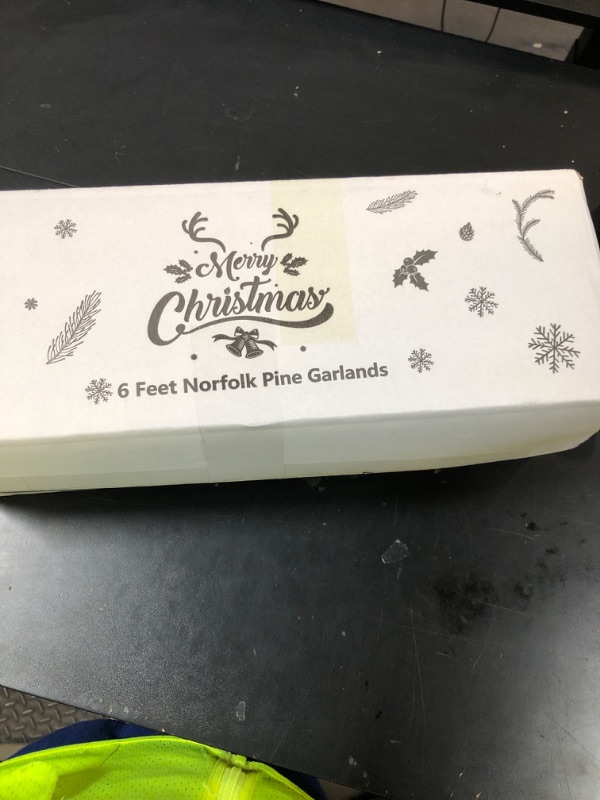 Merry
Christmas
6 Feet Norfolk Pine Garlands